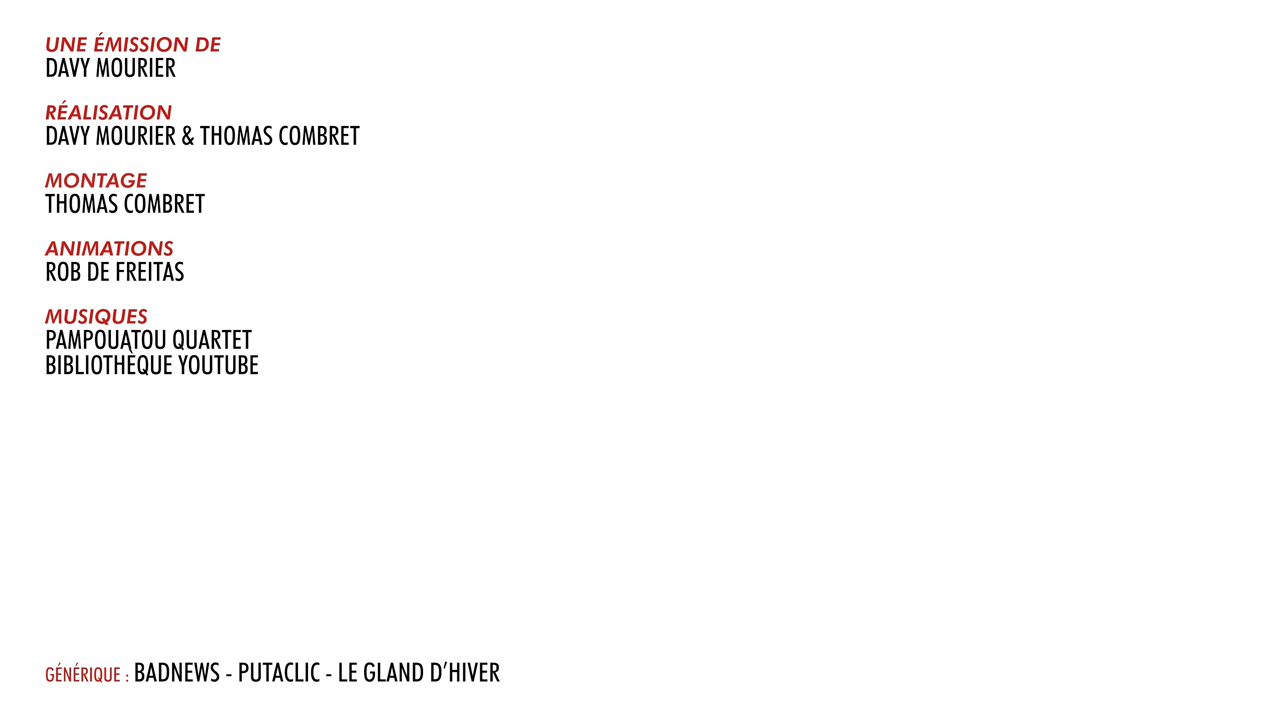 UNE ÉMISSION DE
DAVY MOURIER
RÉALISATION
DAVY MOURIER & THOMAS COMBRET
MONTAGE
THOMAS COMBRET
ANIMATIONS
ROB DE FREITAS
MUSIQUES
PAMPOUATOU QUARTET
BIBLIOTHÈQUE YOUTUBE
GÉNÉRIQUE : BADNEWS - PUTACLIC - LE GLAND D’HIVER